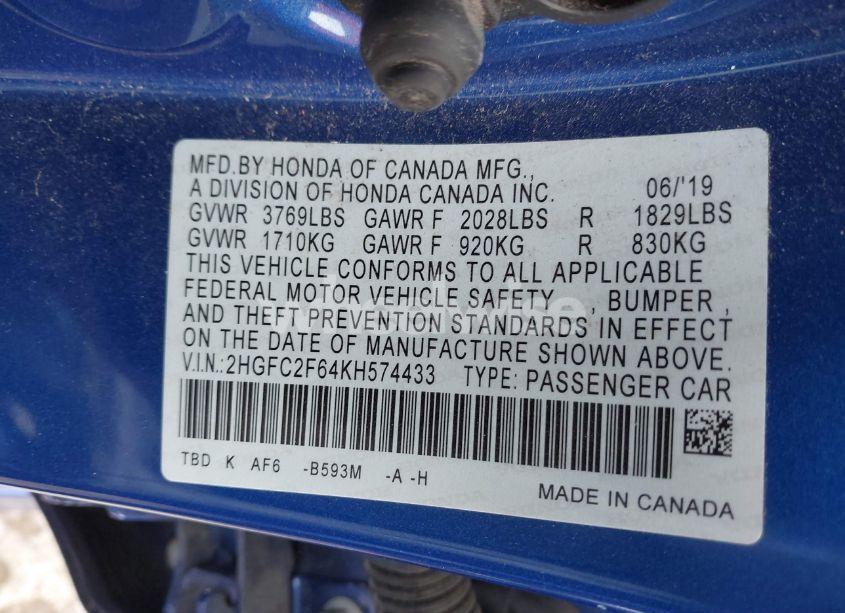 MFD.BY HONDA OF CANADA MFG.,
A DIVISION OF HONDA CANADA INC. 06/'19
GVWR 3769LBS GAWR F 2028LBS R 1829LBS
GVWR 1710KG GAWR F 920KG R 830KG
THIS VEHICLE CONFORMS TO ALL APPLICABLE
FEDERAL MOTOR VEHICLE SAFETY , BUMPER ,
AND THEFT PREVENTION STANDARDS IN EFFECT
ON THE DATE OF MANUFACTURE SHOWN ABOVE.
V.I.N.:2HGFC2F64KH574433 TYPE: PASSENGER CAR
TBD K AF6 -B593M -A -H
MADE IN CANADA